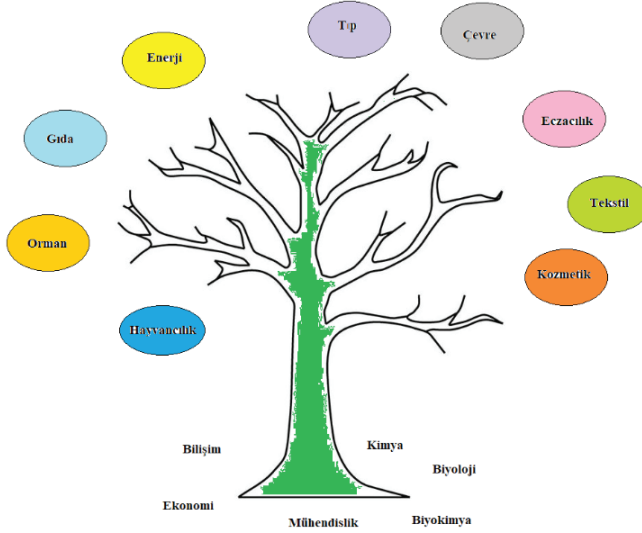 Tıp
Çevre
Enerji
Eczacılık
Gıda
Tekstil
Orman
Kozmetik
Hayvancılık
Kimya
Bilişim
Biyoloji
Ekonomi
Mühendislik
Biyokimya